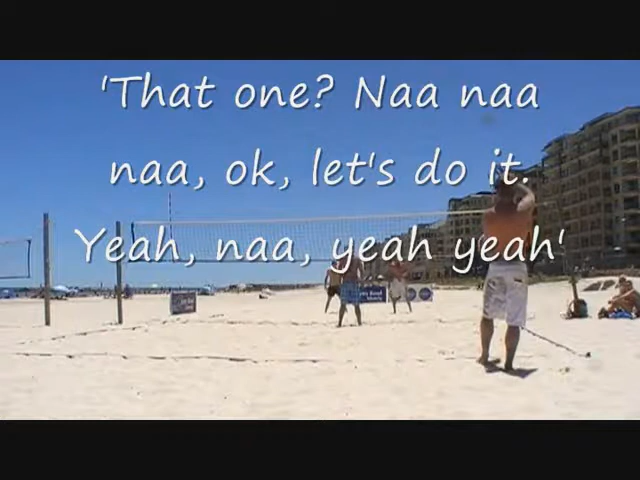 'That one? Naa naa
naa, ok, let's do it.
Yeah, naa, yeah yeah'